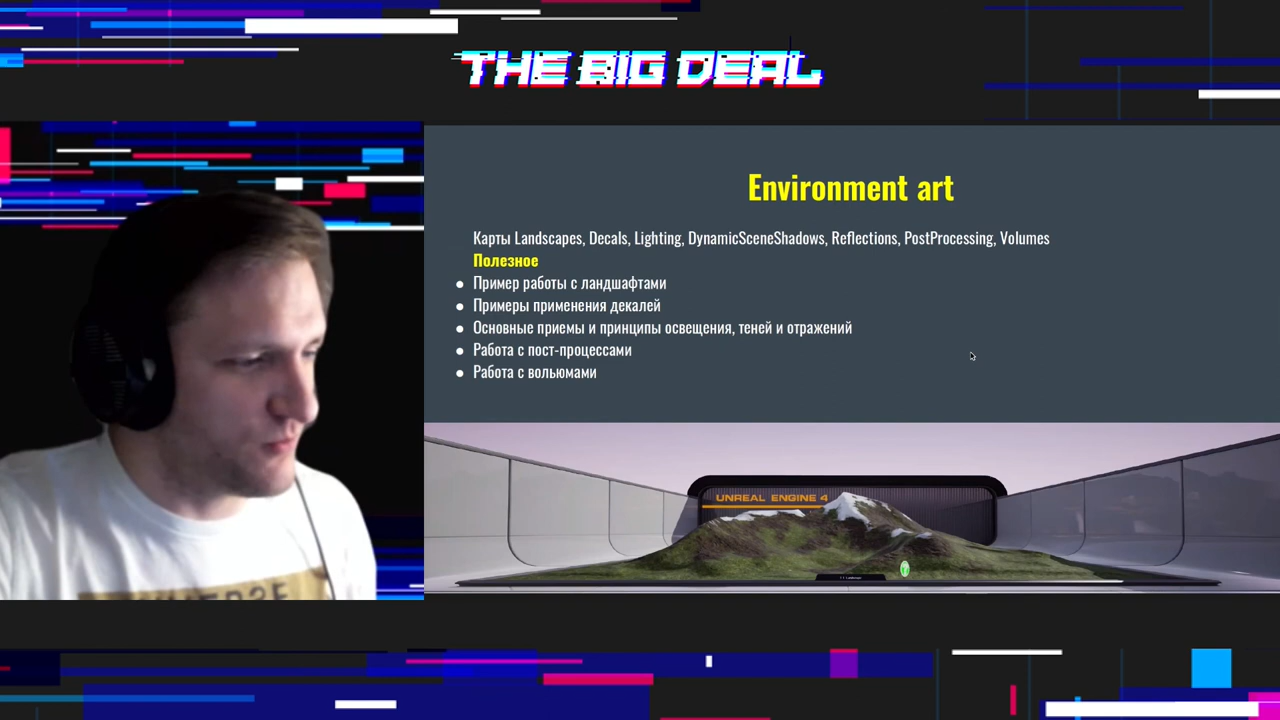 THE BIG DEAL
Environment art
Карты Landscapes, Decals, Lighting, DynamicSceneShadows, Reflections, PostProcessing, Volumes
Полезное
● Пример работы с ландшафтами
● Примеры применения декалей
● Основные приемы и принципы освещения, теней и отражений
● Работа с пост-процессами
● Работа с вольюмами
UNREAL ENGINE 4